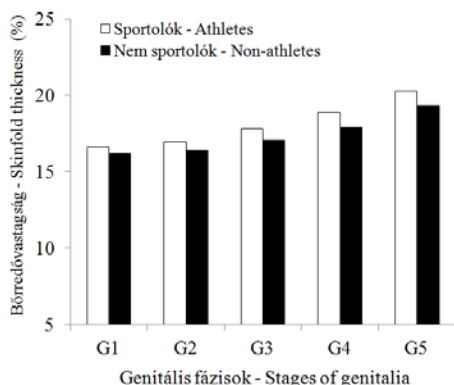 Bőrredővastagság - Skinfold thickness (%)
25
20
15
10
5
Sportolók - Athletes
Nem sportolók - Non-athletes
G1 G2 G3 G4 G5
Genitális fázisok - Stages of genitalia